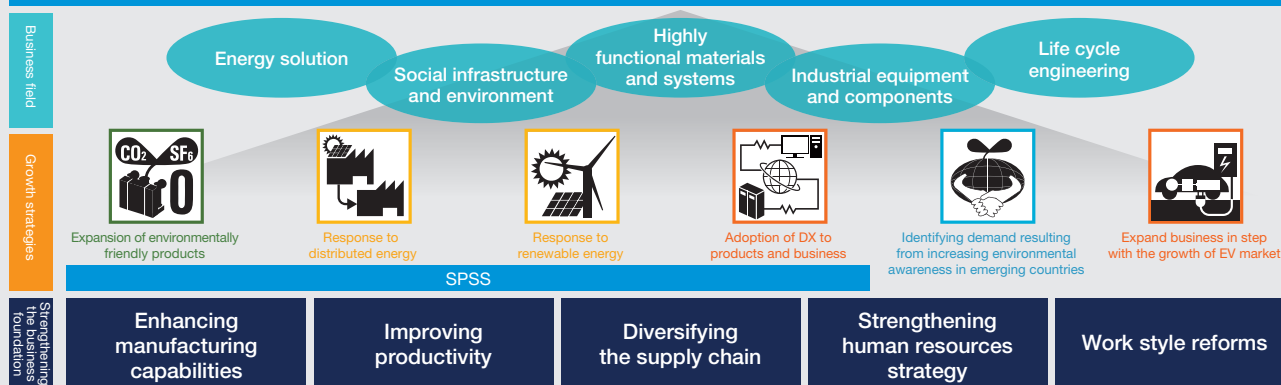 Business field
Energy solution
Social infrastructure
and environment
Highly
functional materials
and systems
Industrial equipment
and components
Life cycle
engineering
Growth strategies
CO₂ SF₆
0
Expansion of environmentally
friendly products
Response to
distributed energy
Response to
renewable energy
Adoption of DX to
products and business
Identifying demand resulting
from increasing environmental
awareness in emerging countries
Expand business in step
with the growth of EV market
SPSS
Strengthening
the business
foundation
Enhancing
manufacturing
capabilities
Improving
productivity
Diversifying
the supply chain
Strengthening
human resources
strategy
Work style reforms